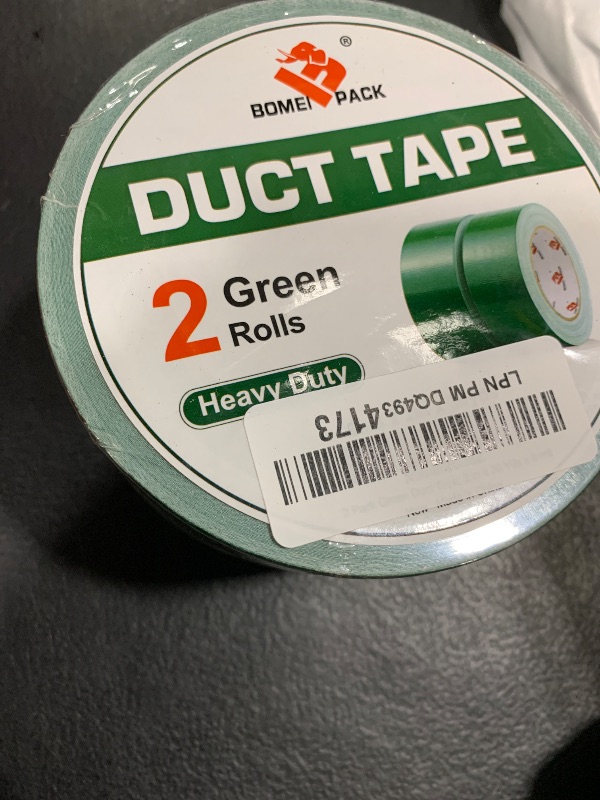 ®
BOMEI PACK
DUCT TAPE
2 Green
Rolls
Heavy Duty
LPN PM DQ4934173